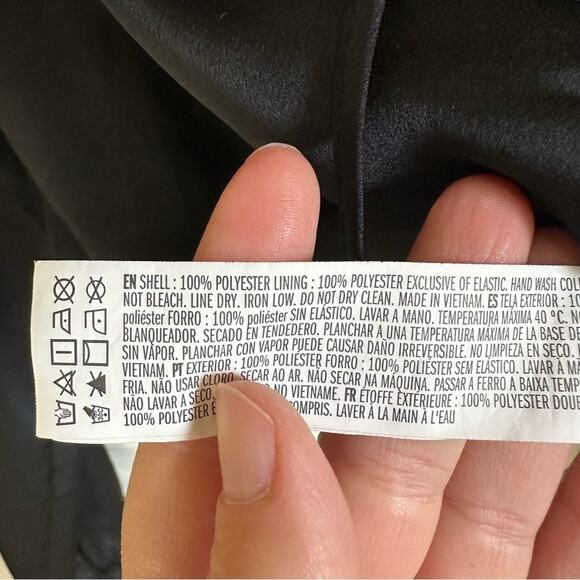 EN SHELL : 100% POLYESTER LINING : 100% POLYESTER EXCLUSIVE OF ELASTIC. HAND WASH COL
NOT BLEACH. LINE DRY. IRON LOW. DO NOT DRY CLEAN. MADE IN VIETNAM. ES TELA EXTERIOR : 10
poliéster FORRO : 100% poliéster SIN ELÁSTICO. LAVAR A MANO. TEMPERATURA MÁXIMA 40 °C. NO
BLANQUEADOR. SECADO EN TENDEDERO. PLANCHAR A UNA TEMPERATURA MÁXIMA DE LA BASE DE
SIN VAPOR. PLANCHAR CON VAPOR PUEDE CAUSAR DAÑO IRREVERSIBLE. NO LIMPIEZA EN SECO.
VIETNAM. PT EXTERIOR : 100% POLIÉSTER FORRO : 100% POLIÉSTER SEM ELÁSTICO. LAVAR À
FRIA. NÃO USAR CLORO. SECAR AO AR. NÃO SECAR NA MÁQUINA. PASSAR A FERRO A BAIXA TEMP
NÃO LAVAR A SECO. NO VIETNAME. FR ÉTOFFE EXTÉRIEURE : 100% POLYESTER DOUB
100% POLYESTER COMPRIS. LAVER À LA MAIN À L'EAU